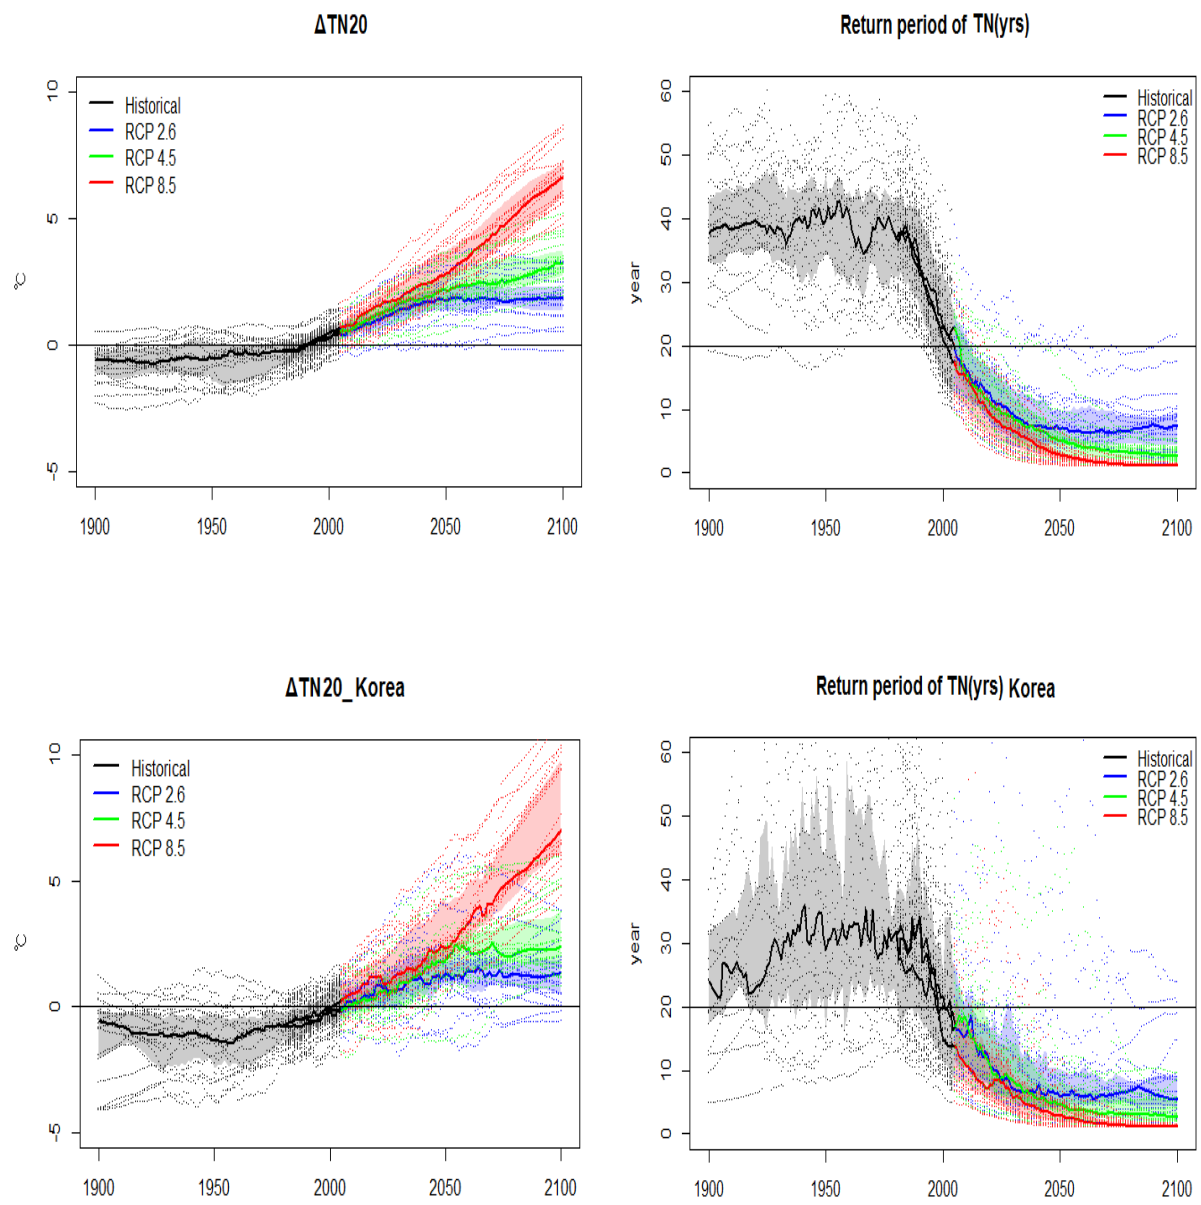 ΔTN20
10
5
0
-5
℃
Historical
RCP 2.6
RCP 4.5
RCP 8.5
1900 1950 2000 2050 2100
Return period of TN(yrs)
60
50
40
30
20
10
0
year
Historical
RCP 2.6
RCP 4.5
RCP 8.5
1900 1950 2000 2050 2100
ΔTN20_Korea
10
5
0
-5
℃
Historical
RCP 2.6
RCP 4.5
RCP 8.5
1900 1950 2000 2050 2100
Return period of TN(yrs) Korea
60
50
40
30
20
10
0
year
Historical
RCP 2.6
RCP 4.5
RCP 8.5
1900 1950 2000 2050 2100